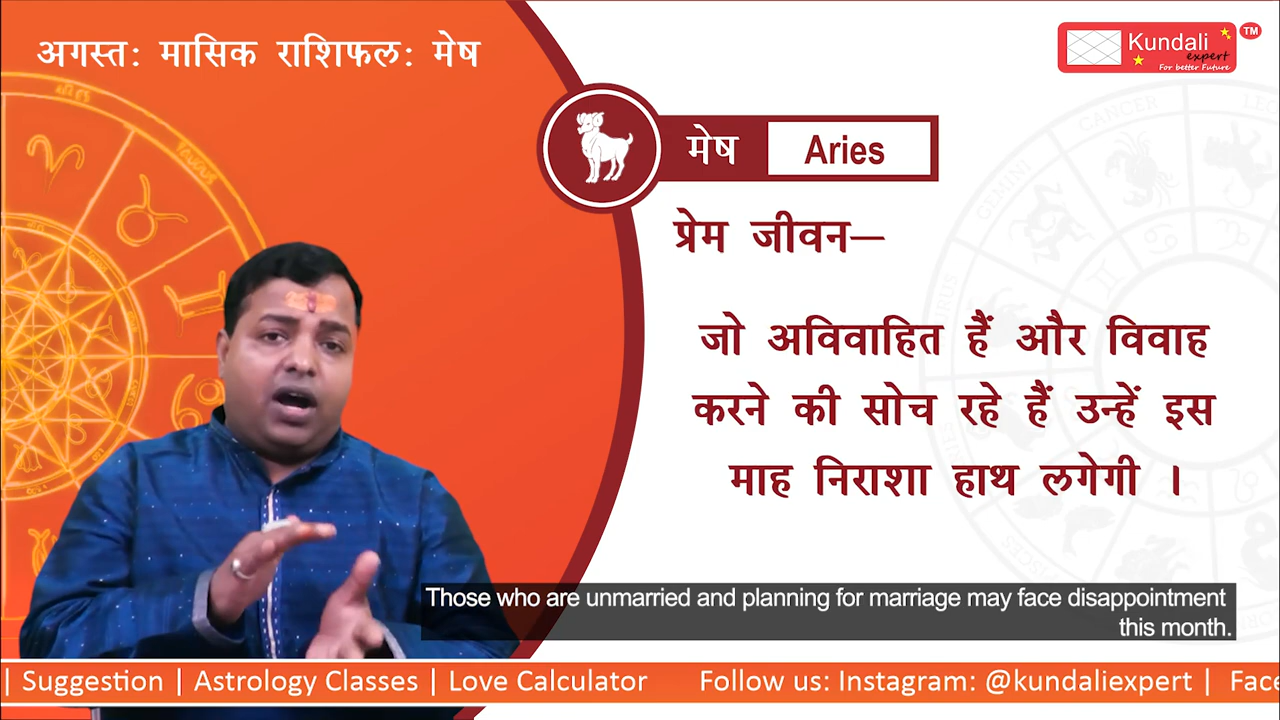 अगस्तः मासिक राशिफलः मेष
Kundali
expert
For better Future
TM
मेष
Aries
प्रेम जीवन—
जो अविवाहित हैं और विवाह
करने की सोच रहे हैं उन्हें इस
माह निराशा हाथ लगेगी ।
Those who are unmarried and planning for marriage may face disappointment
this month.
| Suggestion | Astrology Classes | Love Calculator Follow us: Instagram: @kundaliexpert |
CANCER